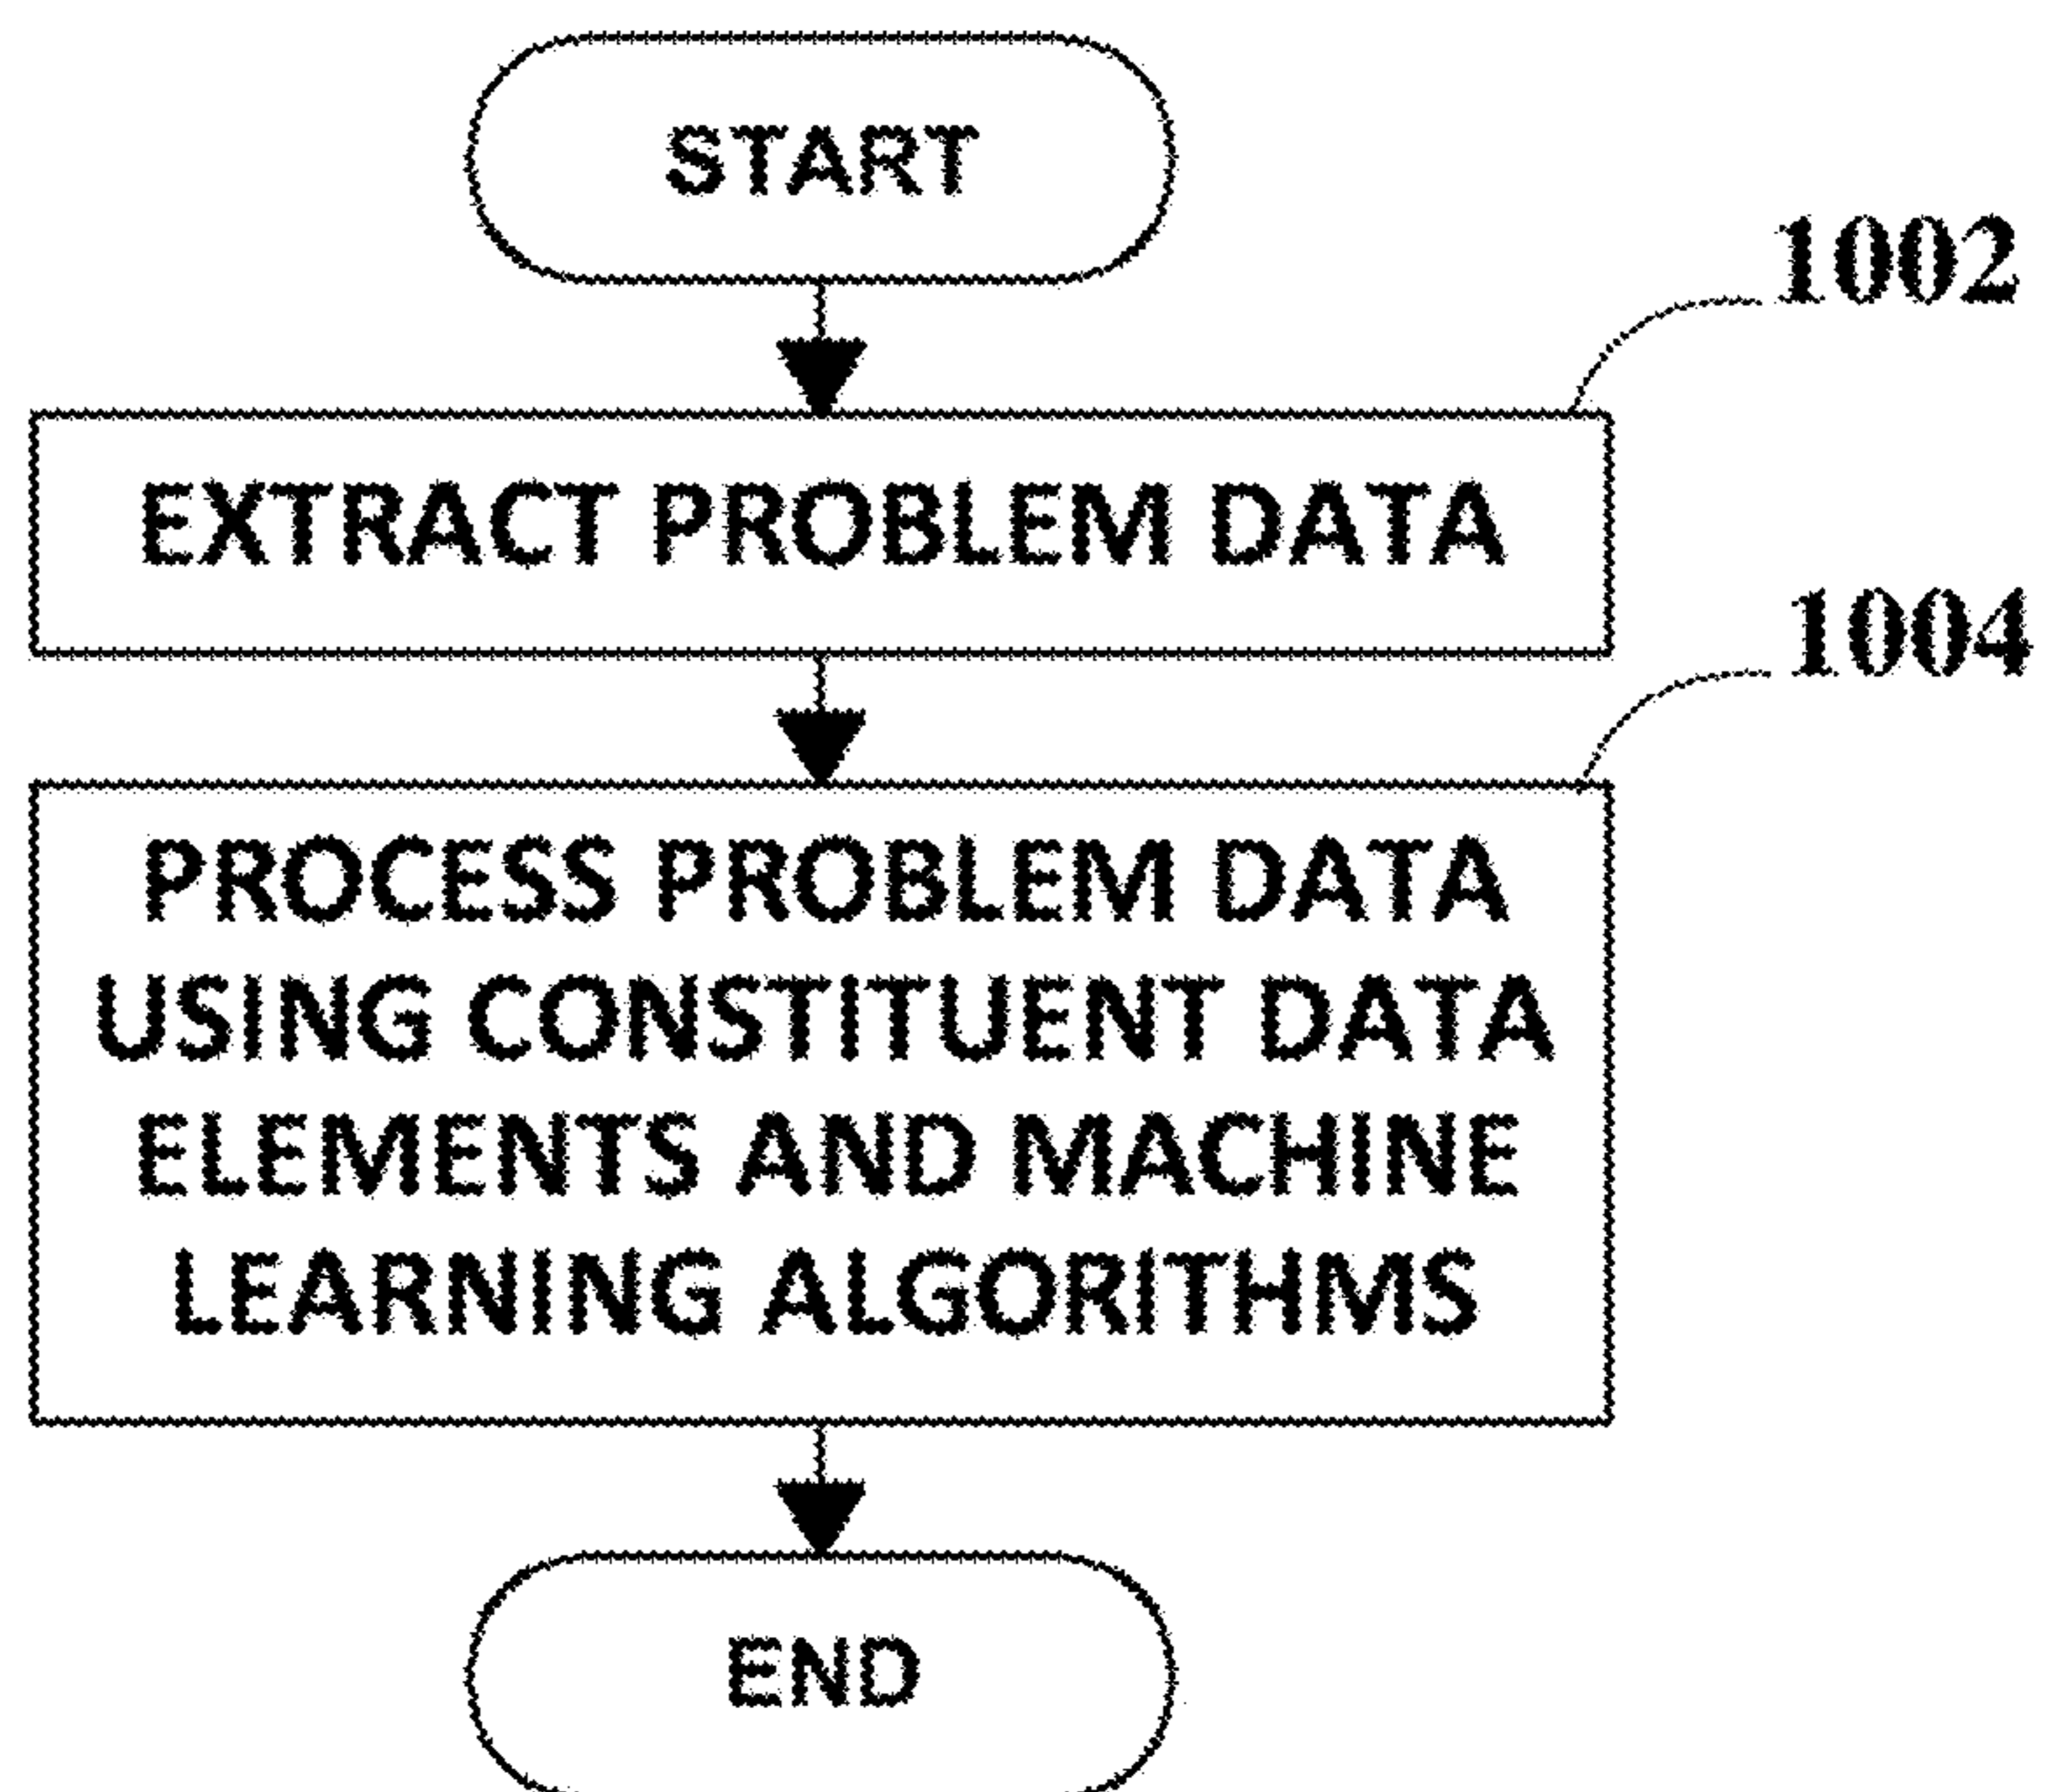 START
1002
EXTRACT PROBLEM DATA
1004
PROCESS PROBLEM DATA
USING CONSTITUENT DATA
ELEMENTS AND MACHINE
LEARNING ALGORITHMS
END